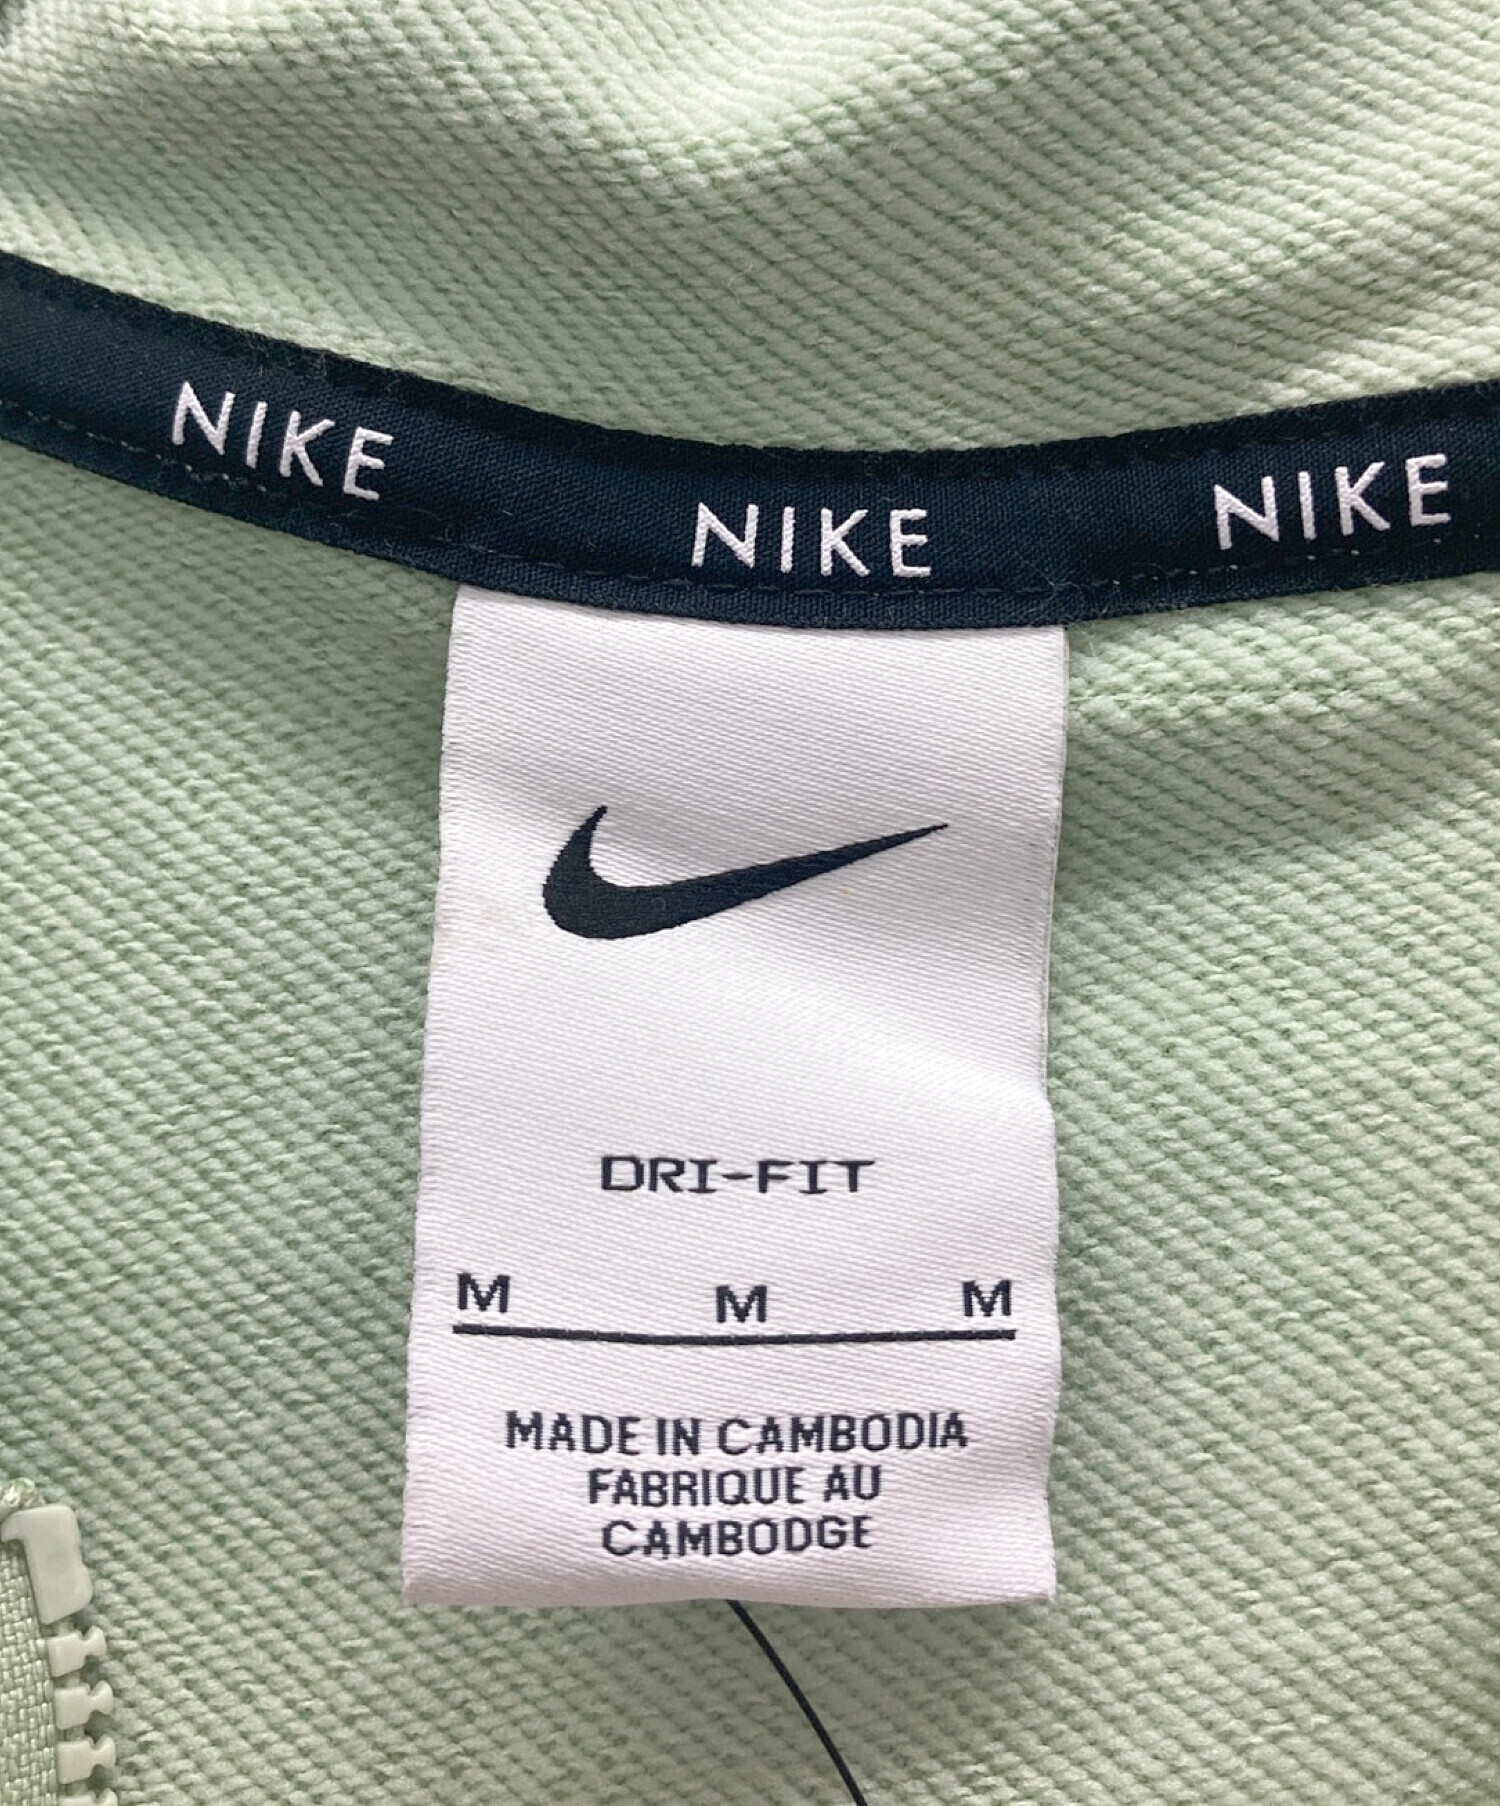 NIKE NIKE NIKE
DRI-FIT
M M M
MADE IN CAMBODIA
FABRIQUE AU
CAMBODGE